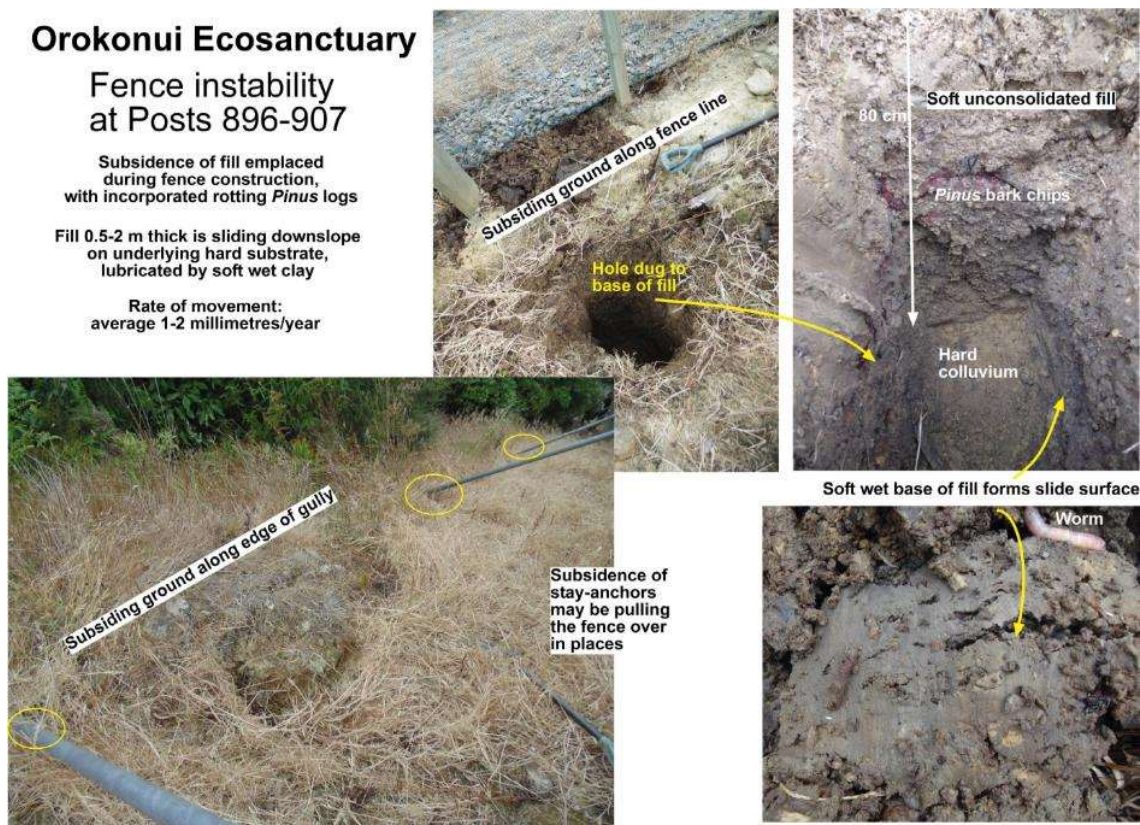 Orokonui Ecosanctuary
Fence instability
at Posts 896-907
Subsidence of fill emplaced
during fence construction,
with incorporated rotting Pinus logs
Fill 0.5-2 m thick is sliding downslope
on underlying hard substrate,
lubricated by soft wet clay
Rate of movement:
average 1-2 millimetres/year
Subsiding ground along fence line
Hole dug to
base of fill
Soft unconsolidated fill
80 cm
Pinus bark chips
Hard
colluvium
Soft wet base of fill forms slide surface
Worm
Subsiding ground along edge of gully
Subsidence of
stay-anchors
may be pulling
the fence over
in places